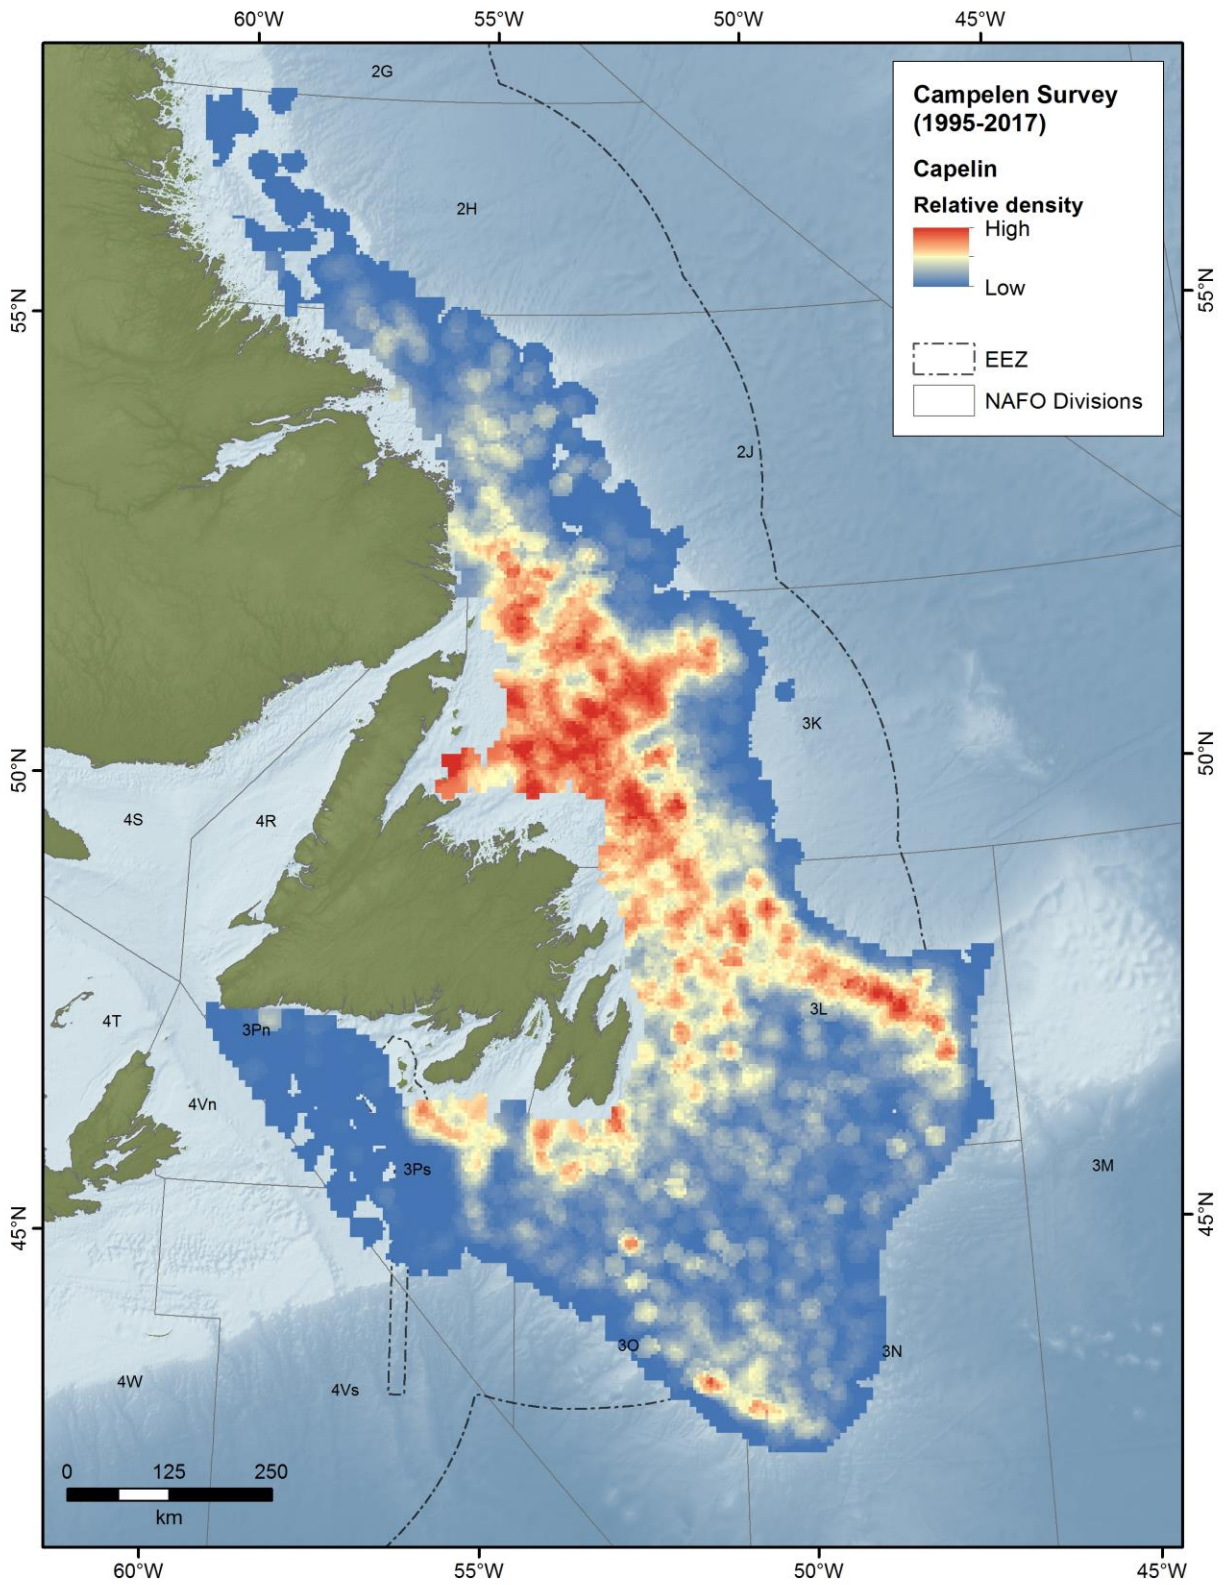 60°W 55°W 50°W 45°W
2G
Campelen Survey
(1995-2017)
Capelin
Relative density
High
Low
EEZ
NAFO Divisions
2H
55°N 55°N
2J
3K
50°N 50°N
4S 4R
3L
4T 3Pn
4Vn
3Ps 3M
45°N 45°N
3O 3N
4W 4Vs
0 125 250
km
60°W 55°W 50°W 45°W